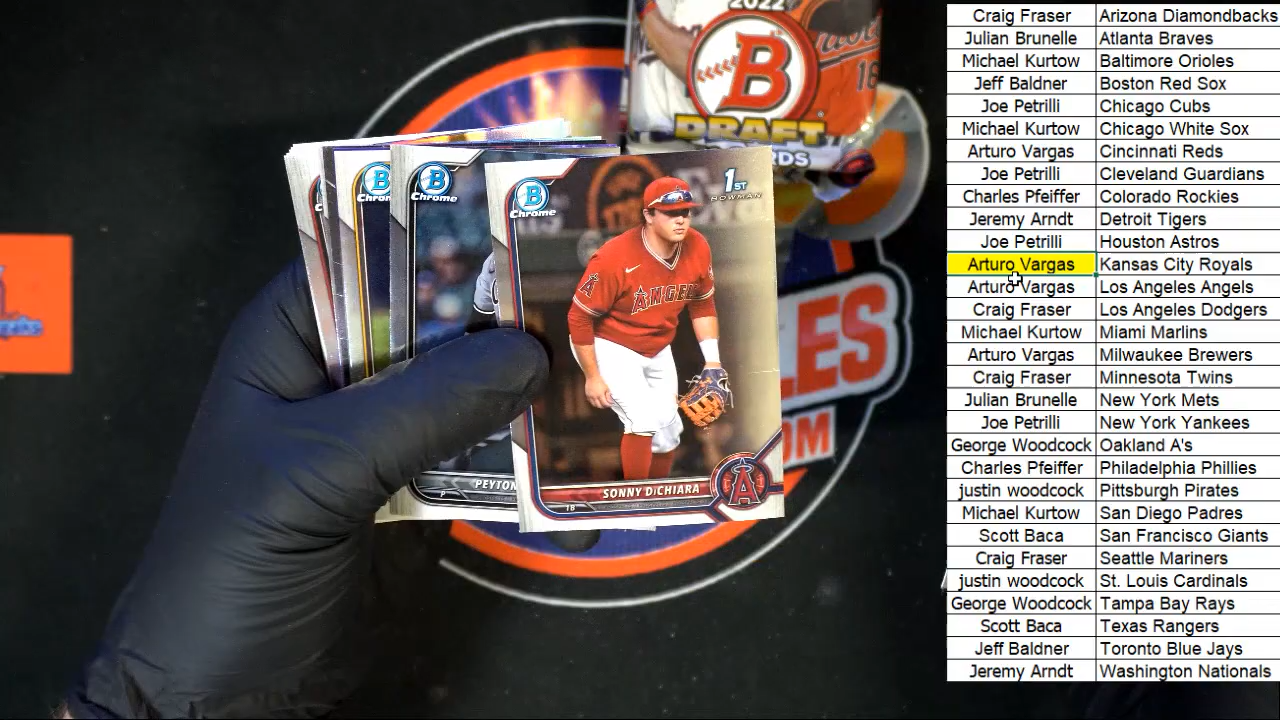 2022
B
18
DRAFT
B
Chrome
B
Chrome
B
Chrome
1ST
BOWMAN
ANGELS
A
PEYTON
P
SONNY DiCHIARA
1B
A
LES
OM
Craig Fraser Arizona Diamondbacks
Julian Brunelle Atlanta Braves
Michael Kurtow Baltimore Orioles
Jeff Baldner Boston Red Sox
Joe Petrilli Chicago Cubs
Michael Kurtow Chicago White Sox
Arturo Vargas Cincinnati Reds
Joe Petrilli Cleveland Guardians
Charles Pfeiffer Colorado Rockies
Jeremy Arndt Detroit Tigers
Joe Petrilli Houston Astros
Arturo Vargas Kansas City Royals
Arturo Vargas Los Angeles Angels
Craig Fraser Los Angeles Dodgers
Michael Kurtow Miami Marlins
Arturo Vargas Milwaukee Brewers
Craig Fraser Minnesota Twins
Julian Brunelle New York Mets
Joe Petrilli New York Yankees
George Woodcock Oakland A's
Charles Pfeiffer Philadelphia Phillies
justin woodcock Pittsburgh Pirates
Michael Kurtow San Diego Padres
Scott Baca San Francisco Giants
Craig Fraser Seattle Mariners
justin woodcock St. Louis Cardinals
George Woodcock Tampa Bay Rays
Scott Baca Texas Rangers
Jeff Baldner Toronto Blue Jays
Jeremy Arndt Washington Nationals